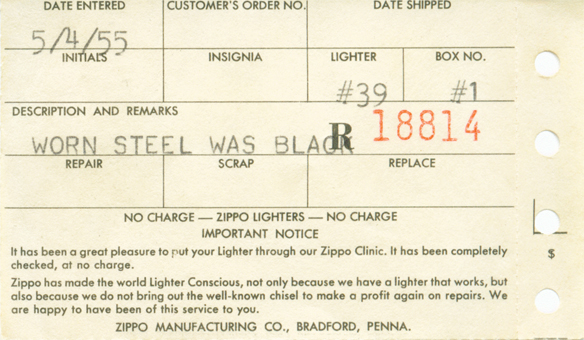 DATE ENTERED CUSTOMER'S ORDER NO. DATE SHIPPED
5/4/55
INITIALS INSIGNIA LIGHTER BOX NO.
#39 #1
DESCRIPTION AND REMARKS
R 18814
WORN STEEL WAS BLACK
REPAIR SCRAP REPLACE
NO CHARGE — ZIPPO LIGHTERS — NO CHARGE
IMPORTANT NOTICE
$
It has been a great pleasure to put your Lighter through our Zippo Clinic. It has been completely
checked, at no charge.
Zippo has made the world Lighter Conscious, not only because we have a lighter that works, but
also because we do not bring out the well-known chisel to make a profit again on repairs. We
are happy to have been of this service to you.
ZIPPO MANUFACTURING CO., BRADFORD, PENNA.